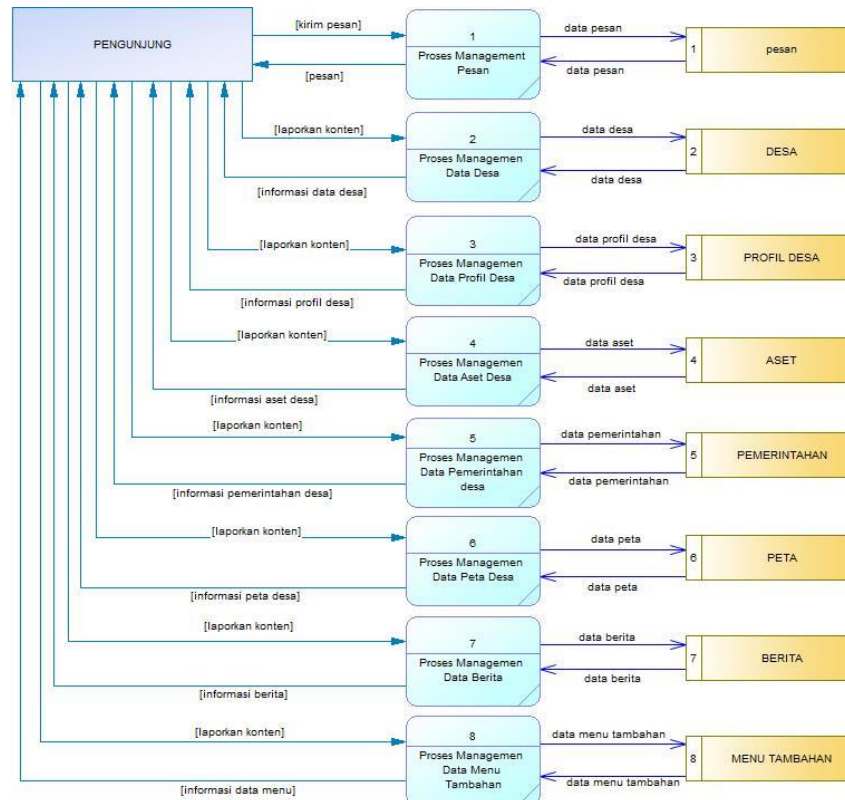 PENGUNJUNG
[kirim pesan]
[pesan]
1
Proses Management
Pesan
data pesan
data pesan
1
pesan
[laporkan konten]
[informasi data desa]
2
Proses Managemen
Data Desa
data desa
data desa
2
DESA
[laporkan konten]
[informasi profil desa]
3
Proses Managemen
Data Profil Desa
data profil desa
data profil desa
3
PROFIL DESA
[laporkan konten]
[informasi aset desa]
4
Proses Managemen
Data Aset Desa
data aset
data aset
4
ASET
[laporkan konten]
[informasi pemerintahan desa]
5
Proses Managemen
Data Pemerintahan
desa
data pemerintahan
data pemerintahan
5
PEMERINTAHAN
[laporkan konten]
[informasi peta desa]
6
Proses Managemen
Data Peta Desa
data peta
data peta
6
PETA
[laporkan konten]
[informasi berita]
7
Proses Managemen
Data Berita
data berita
data berita
7
BERITA
[laporkan konten]
[informasi data menu]
8
Proses Managemen
Data Menu
Tambahan
data menu tambahan
data menu tambahan
8
MENU TAMBAHAN